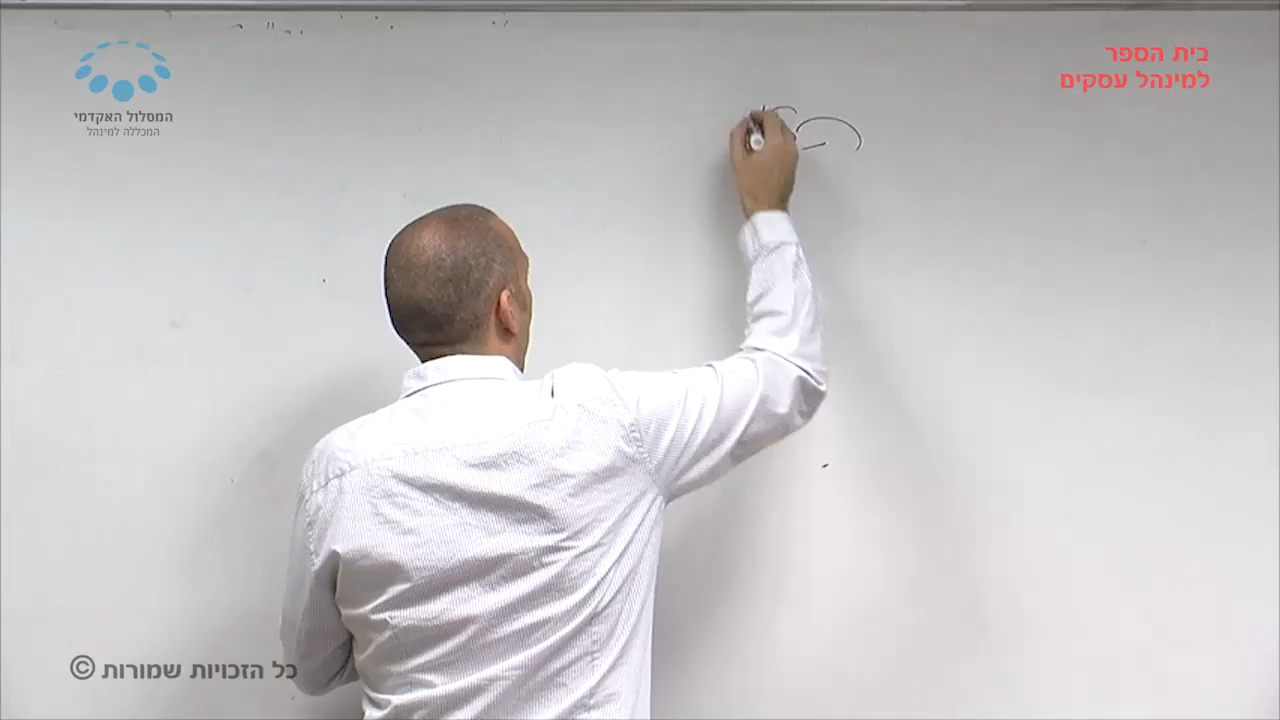 בית הספר
למינהל עסקים
המסלול האקדמי
המכללה למינהל
כל הזכויות שמורות ©